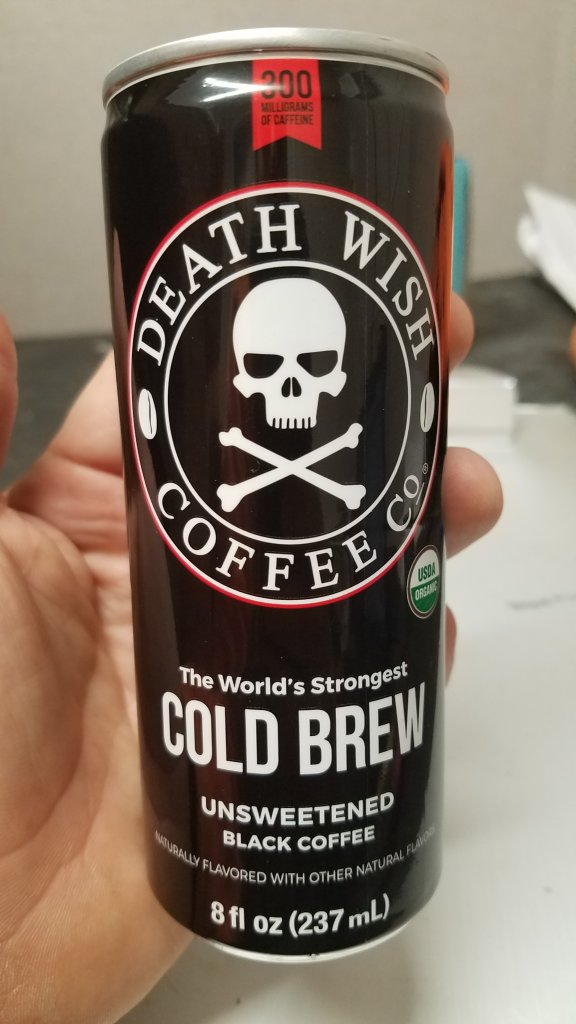 300
MILLIGRAMS
OF CAFFEINE
DEATH WISH
COFFEE CO.®
USDA
ORGANIC
The World's Strongest
COLD BREW
UNSWEETENED
BLACK COFFEE
NATURALLY FLAVORED WITH OTHER NATURAL FLAVORS
8 fl oz (237 mL)